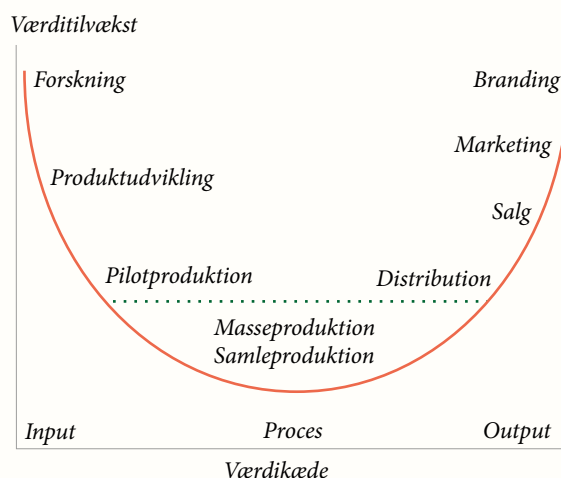 Værditilvækst
Forskning
Branding
Marketing
Produktudvikling
Salg
Pilotproduktion
Distribution
Masseproduktion
Samleproduktion
Input
Proces
Output
Værdikæde